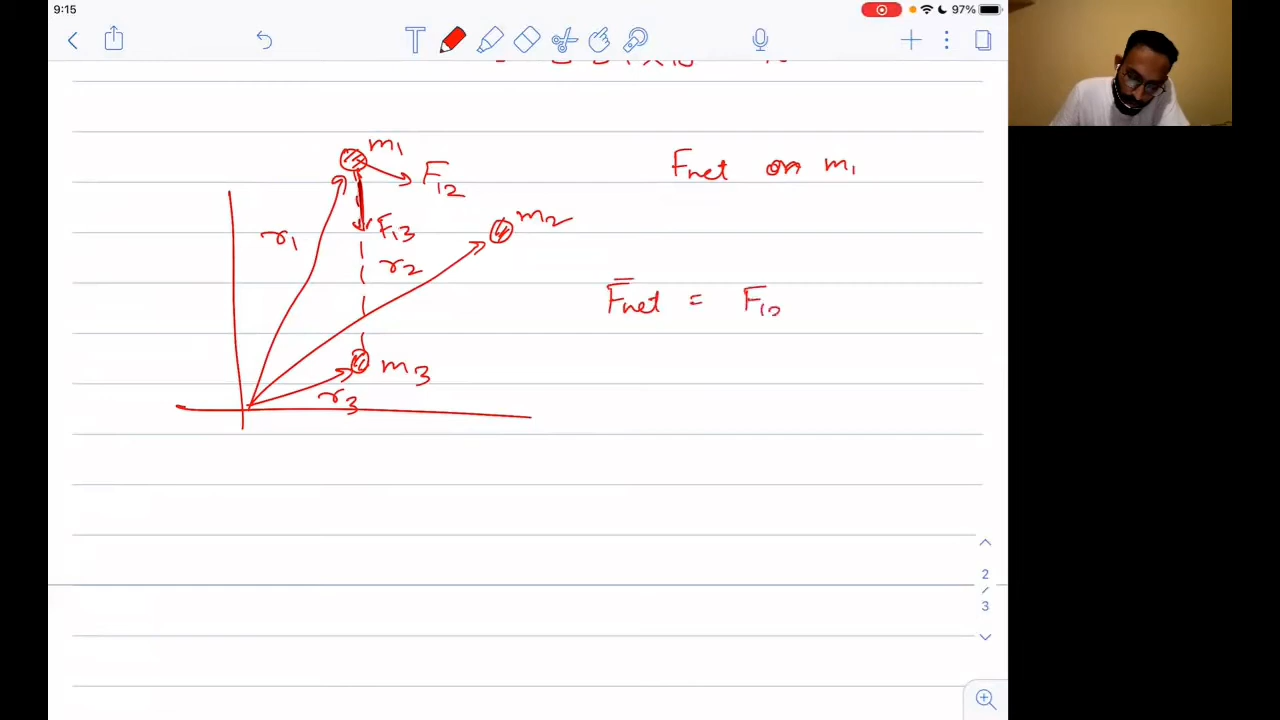 9:15
97%
T
m1
Fnet on m1
F12
m2
F13
r1
r2
F̅net = F12
m3
r3
2
/
3